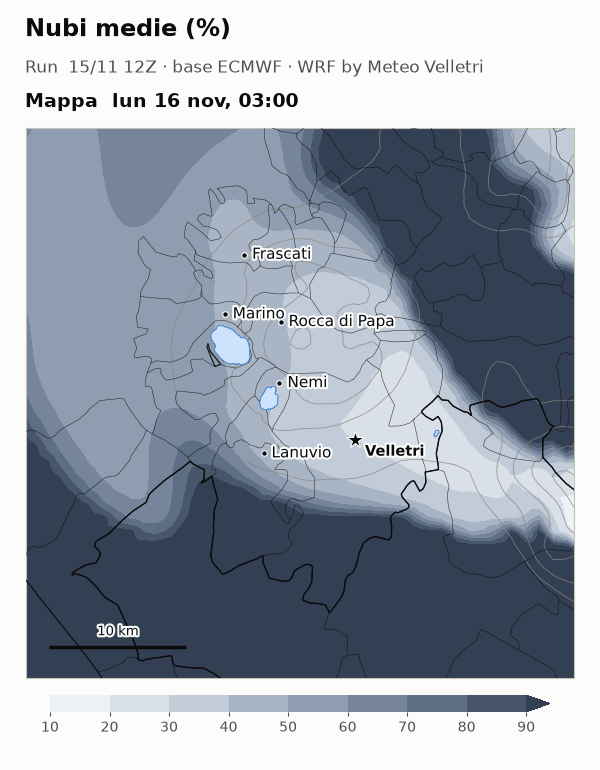 Nubi medie (%)
Run  15/11 12Z · base ECMWF · WRF by Meteo Velletri
Mappa  lun 16 nov, 03:00
Frascati
Marino
Rocca di Papa
Nemi
Velletri
Lanuvio
10 km
10 20 30 40 50 60 70 80 90